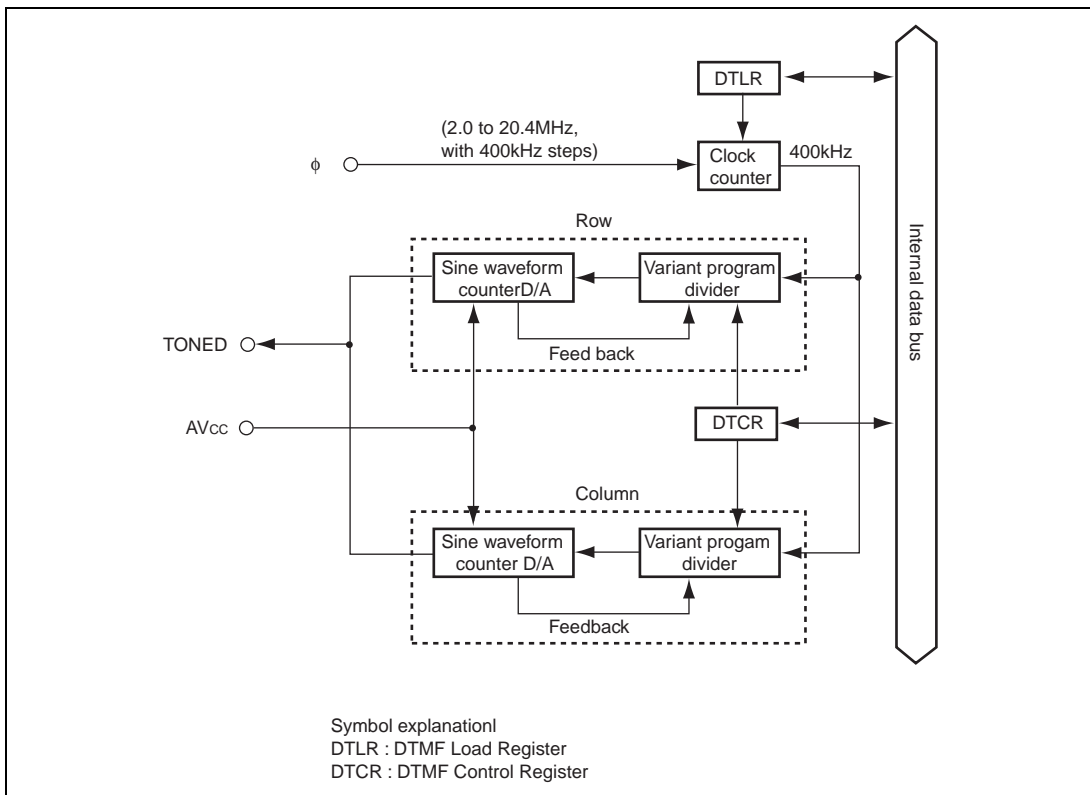 DTLR
(2.0 to 20.4MHz,
with 400kHz steps)
ϕ
Clock
counter
400kHz
Internal data bus
Row
Sine waveform
counterD/A
Variant program
divider
Feed back
TONED
AVCC
DTCR
Column
Sine waveform
counter D/A
Variant progam
divider
Feedback
Symbol explanationl
DTLR : DTMF Load Register
DTCR : DTMF Control Register